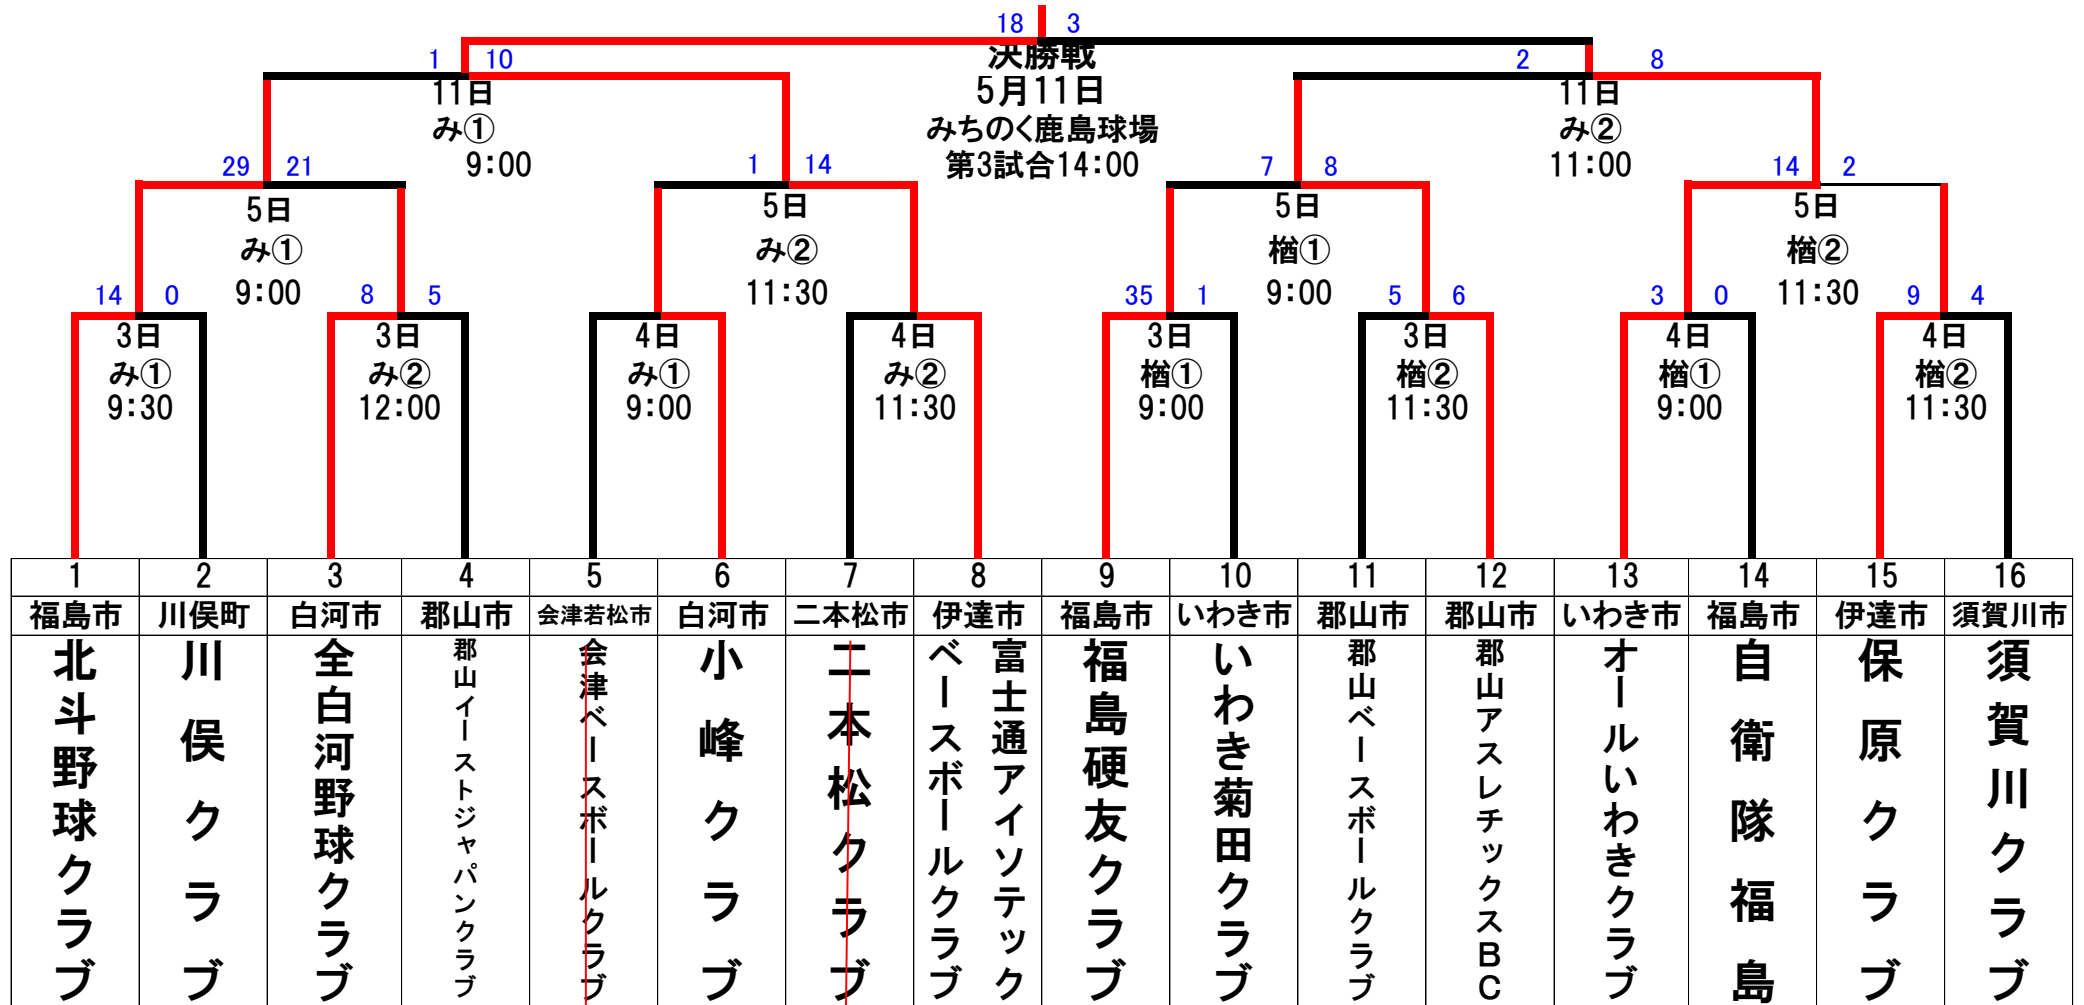 18 3
決勝戦
5月11日
みちのく鹿島球場
第3試合14:00
1 10
11日
み①
9:00
2 8
11日
み②
11:00
29 21
5日
み①
9:00
1 14
5日
み②
11:30
7 8
5日
楢①
9:00
14 2
5日
楢②
11:30
14 0
3日
み①
9:30
8 5
3日
み②
12:00
4日
み①
9:00
4日
み②
11:30
35 1
3日
楢①
9:00
5 6
3日
楢②
11:30
3 0
4日
楢①
9:00
9 4
4日
楢②
11:30
1 2 3 4 5 6 7 8 9 10 11 12 13 14 15 16
福島市 川俣町 白河市 郡山市 会津若松市 白河市 二本松市 伊達市 福島市 いわき市 郡山市 郡山市 いわき市 福島市 伊達市 須賀川市
北斗野球クラブ
川俣クラブ
全白河野球クラブ
郡山イーストジャパンクラブ
会津ベースボールクラブ
小峰クラブ
二本松クラブ
富士通アイソテック
ベースボールクラブ
福島硬友クラブ
いわき菊田クラブ
郡山ベースボールクラブ
郡山アスレチックスBC
オールいわきクラブ
自衛隊福島
保原クラブ
須賀川クラブ